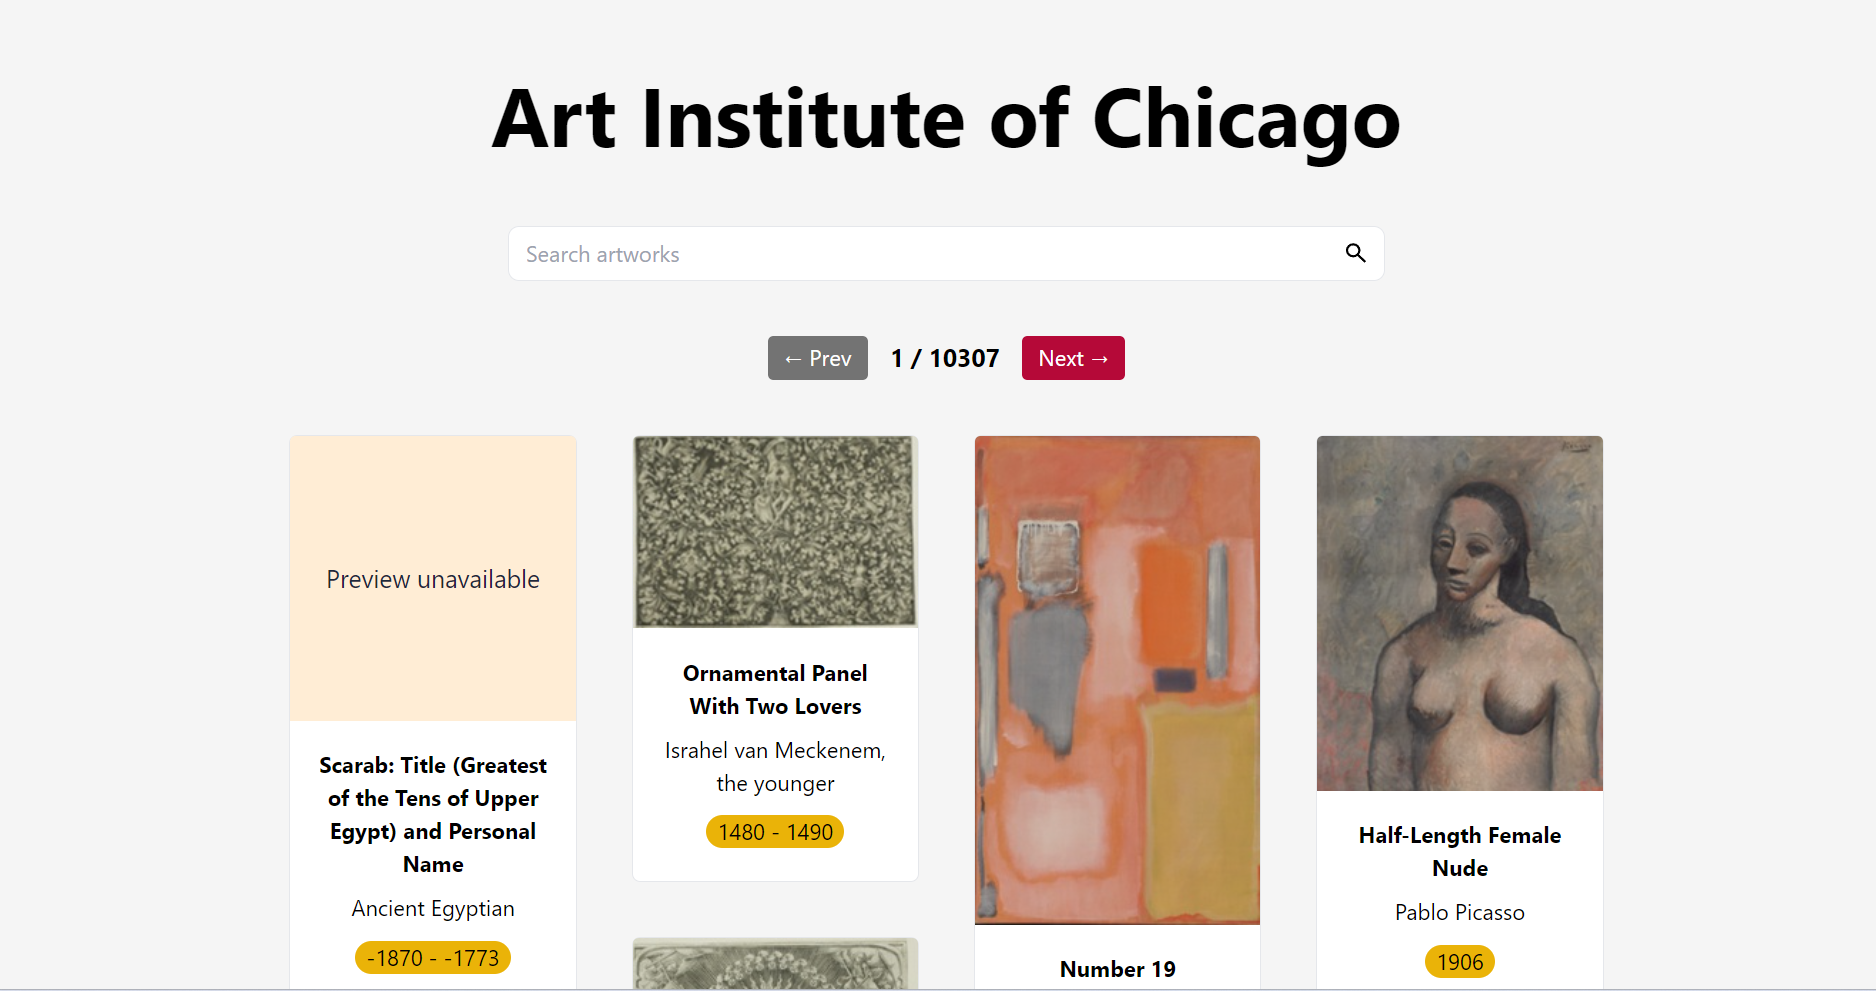 Art Institute of Chicago
Search artworks
← Prev
1 / 10307
Next →
Preview unavailable
Scarab: Title (Greatest
of the Tens of Upper
Egypt) and Personal
Name
Ancient Egyptian
-1870 - -1773
Ornamental Panel
With Two Lovers
Israhel van Meckenem,
the younger
1480 - 1490
Number 19
Half-Length Female
Nude
Pablo Picasso
1906